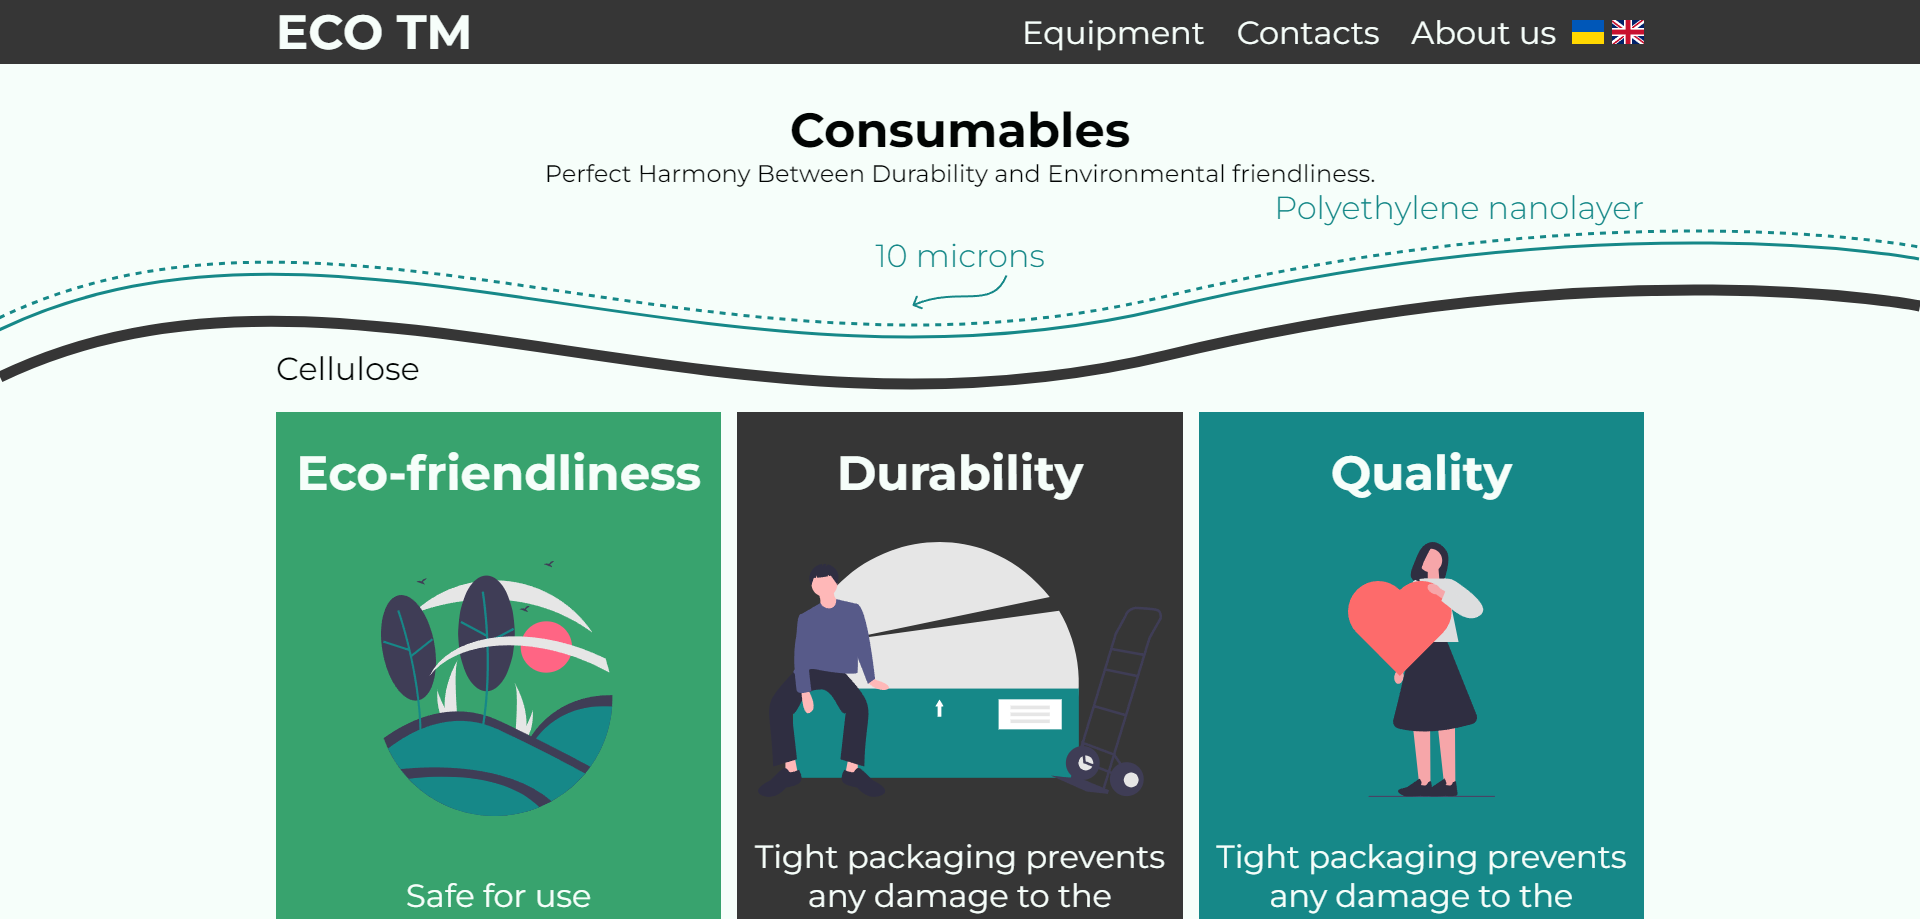 ECO TM
Equipment Contacts About us
Consumables
Perfect Harmony Between Durability and Environmental friendliness.
Polyethylene nanolayer
10 microns
Cellulose
Eco-friendliness
Safe for use
Durability
Tight packaging prevents
any damage to the
Quality
Tight packaging prevents
any damage to the